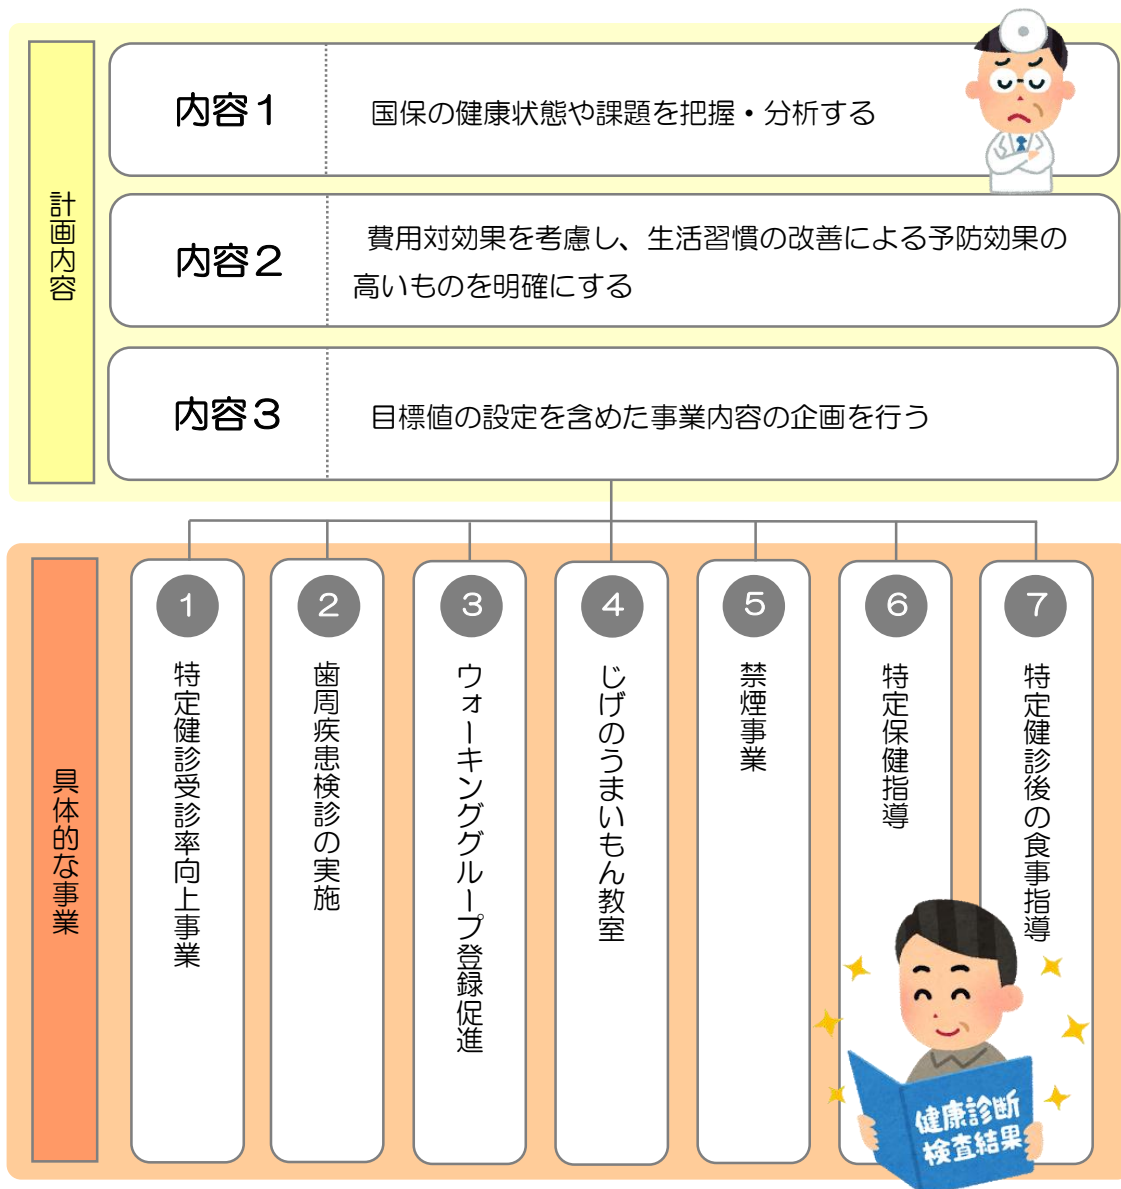 計画内容
内容１
国保の健康状態や課題を把握・分析する
内容２
費用対効果を考慮し、生活習慣の改善による予防効果の
高いものを明確にする
内容３
目標値の設定を含めた事業内容の企画を行う
具体的な事業
1
特定健診受診率向上事業
2
歯周疾患検診の実施
3
ウォーキンググループ登録促進
4
じげのうまいもん教室
5
禁煙事業
6
特定保健指導
7
特定健診後の食事指導
健康診断
検査結果